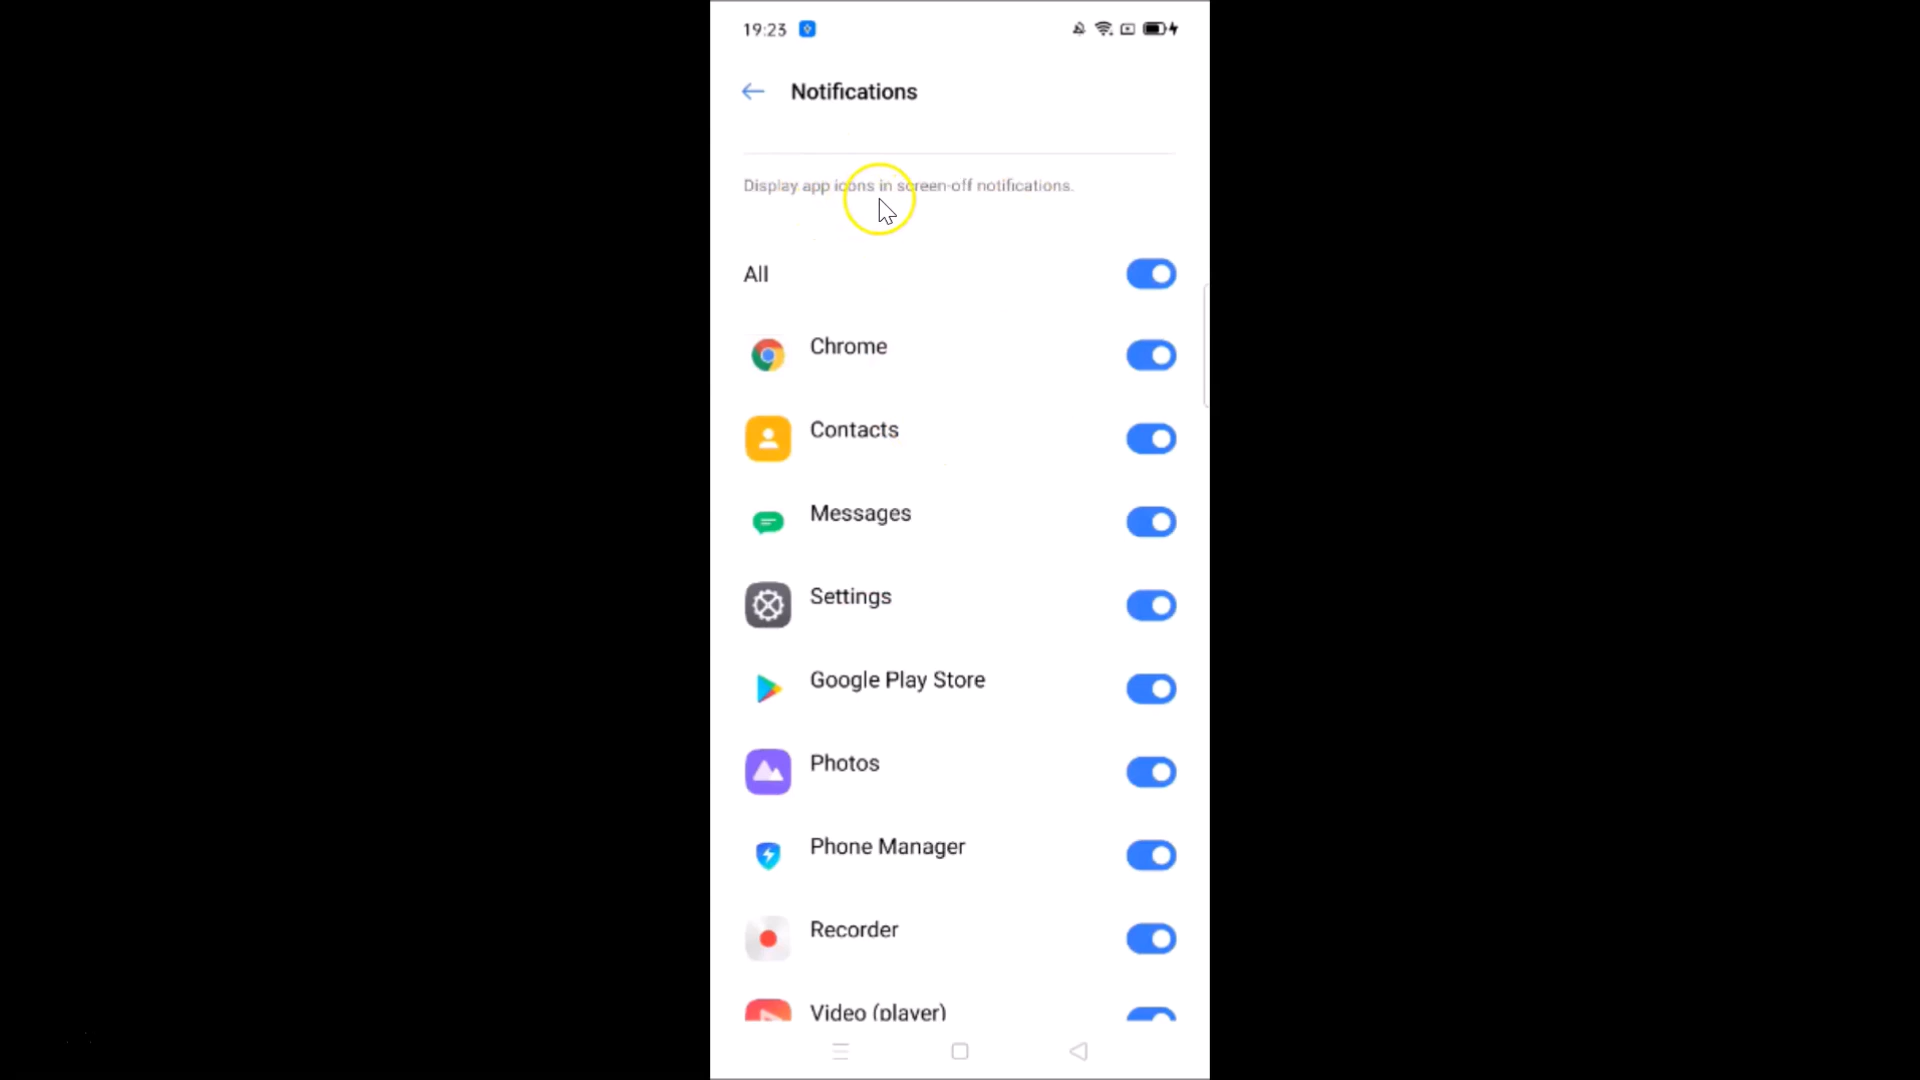 19:23
Notifications
Display app icons in screen-off notifications.
All
Chrome
Contacts
Messages
Settings
Google Play Store
Photos
Phone Manager
Recorder
Video (player)